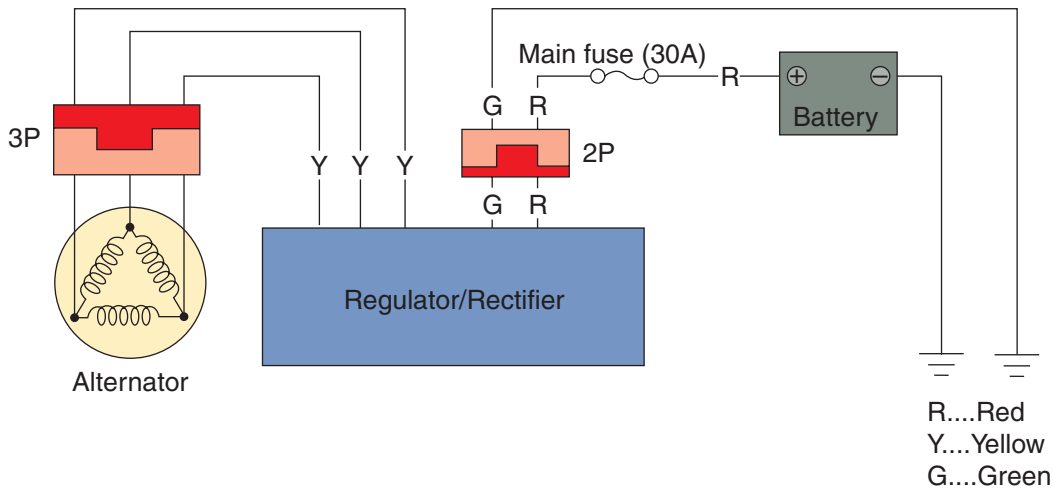 Main fuse (30A)
R
+
−
Battery
G R
3P
2P
Y Y Y
G R
Regulator/Rectifier
Alternator
R....Red
Y....Yellow
G....Green